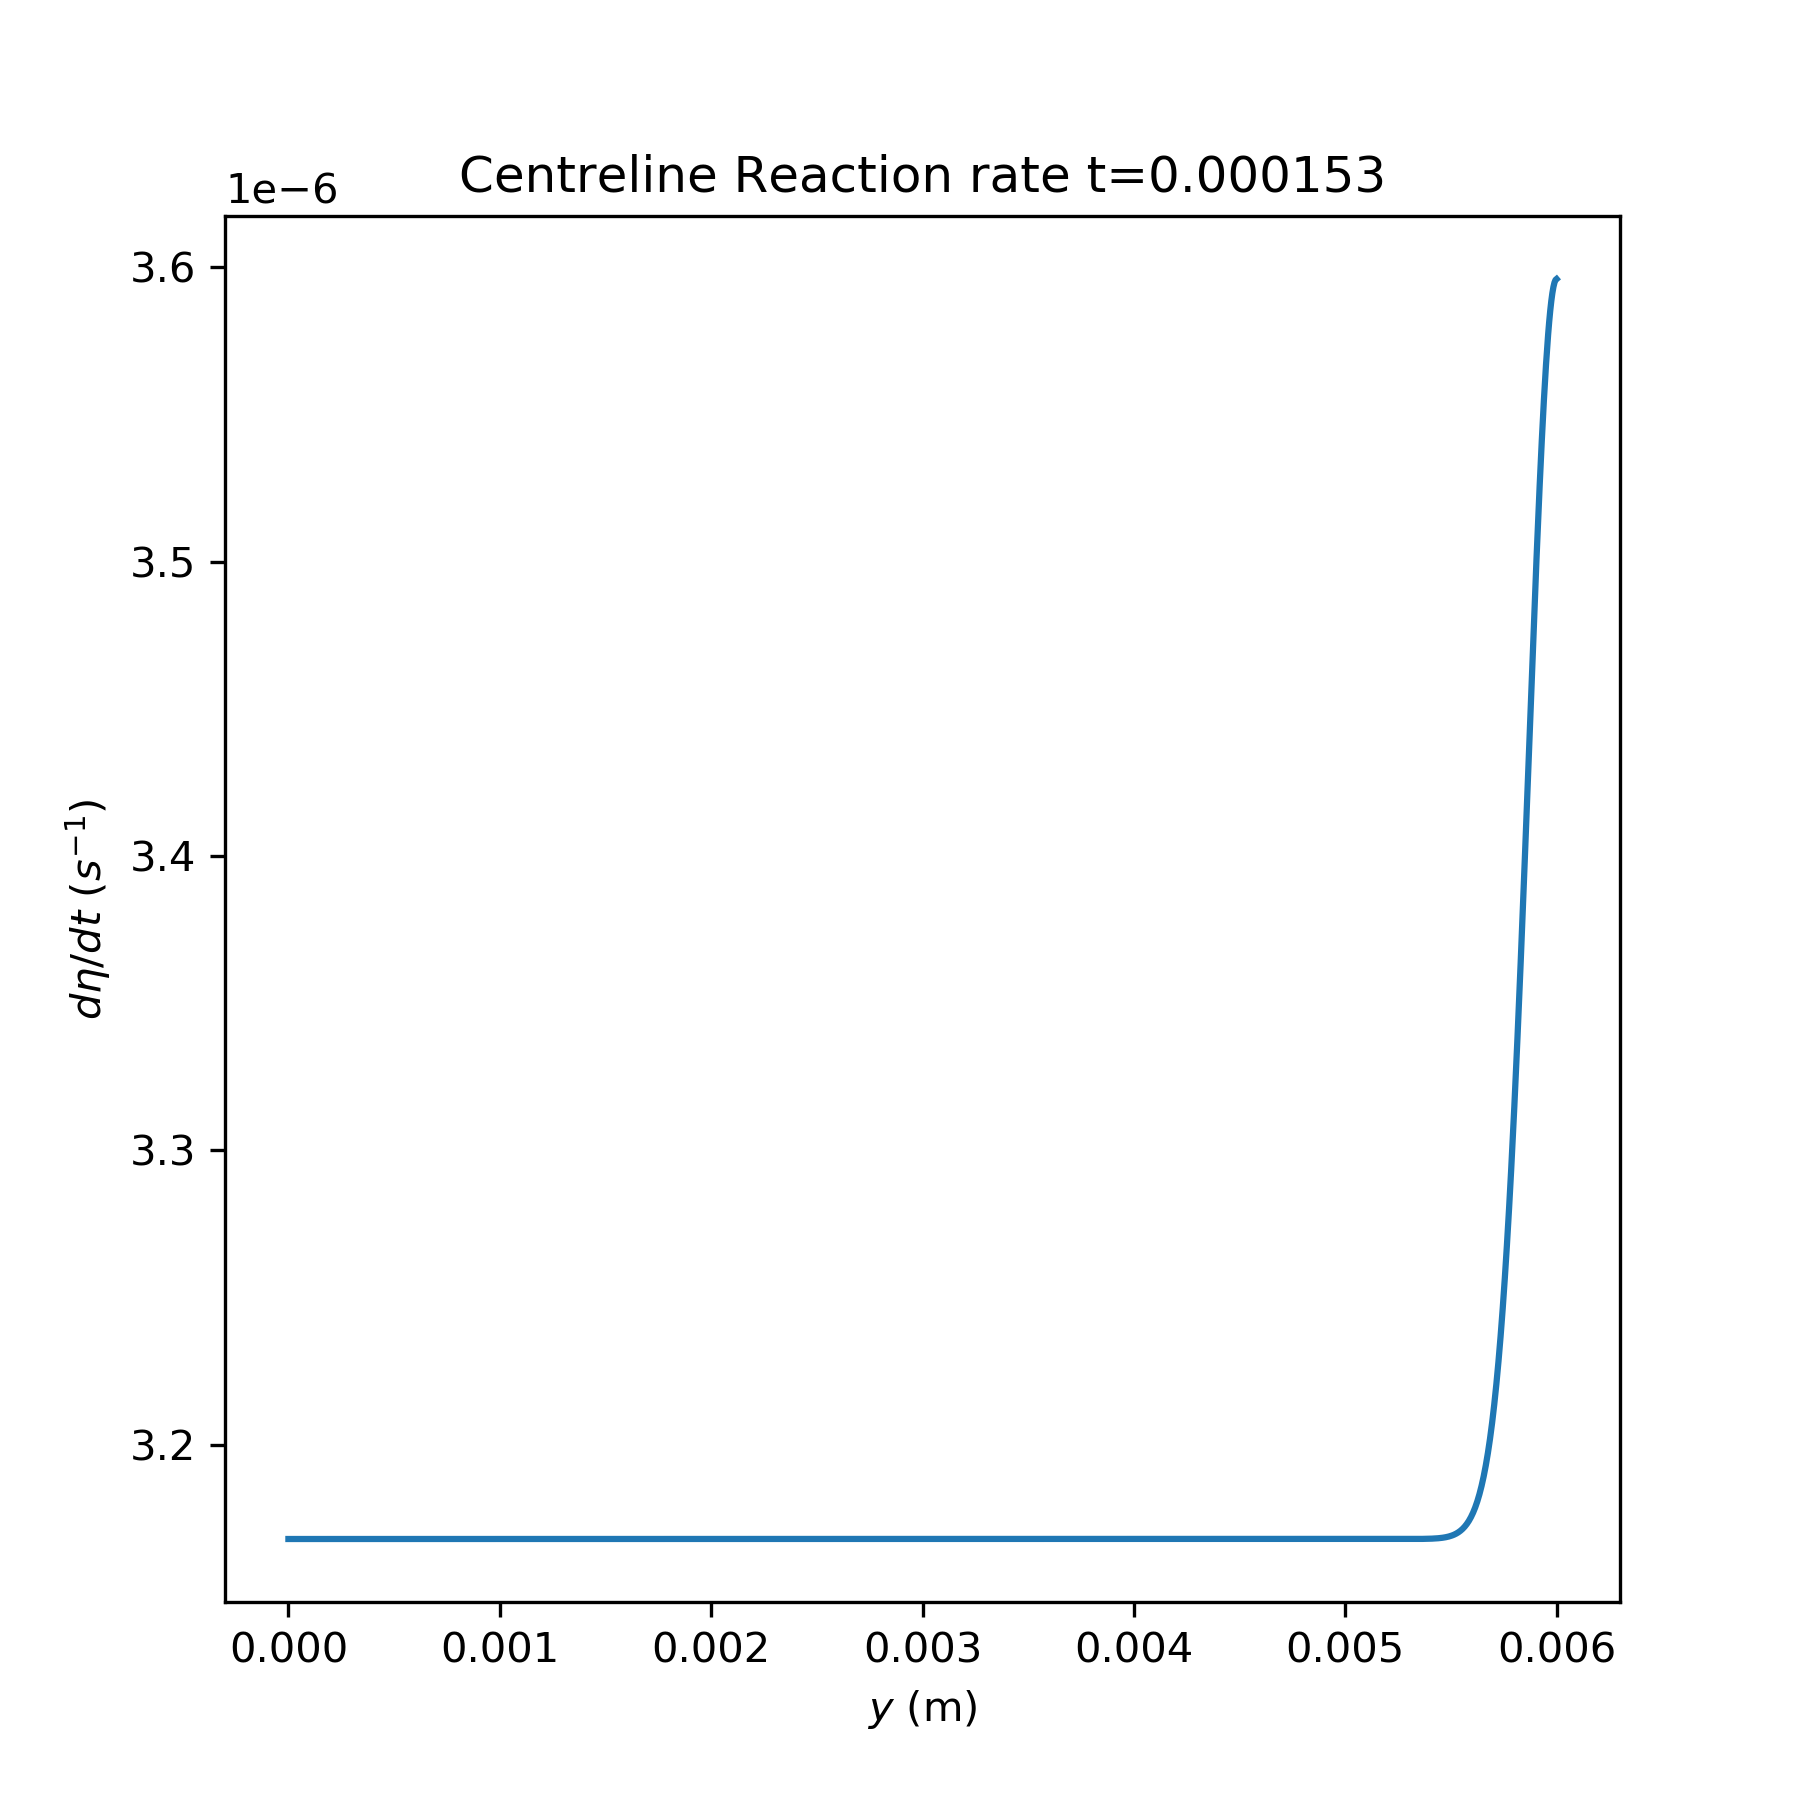 Centreline Reaction rate t=0.000153
1e−6
3.6
3.5
3.4
3.3
3.2
dη/dt (s⁻¹)
0.000 0.001 0.002 0.003 0.004 0.005 0.006
y (m)